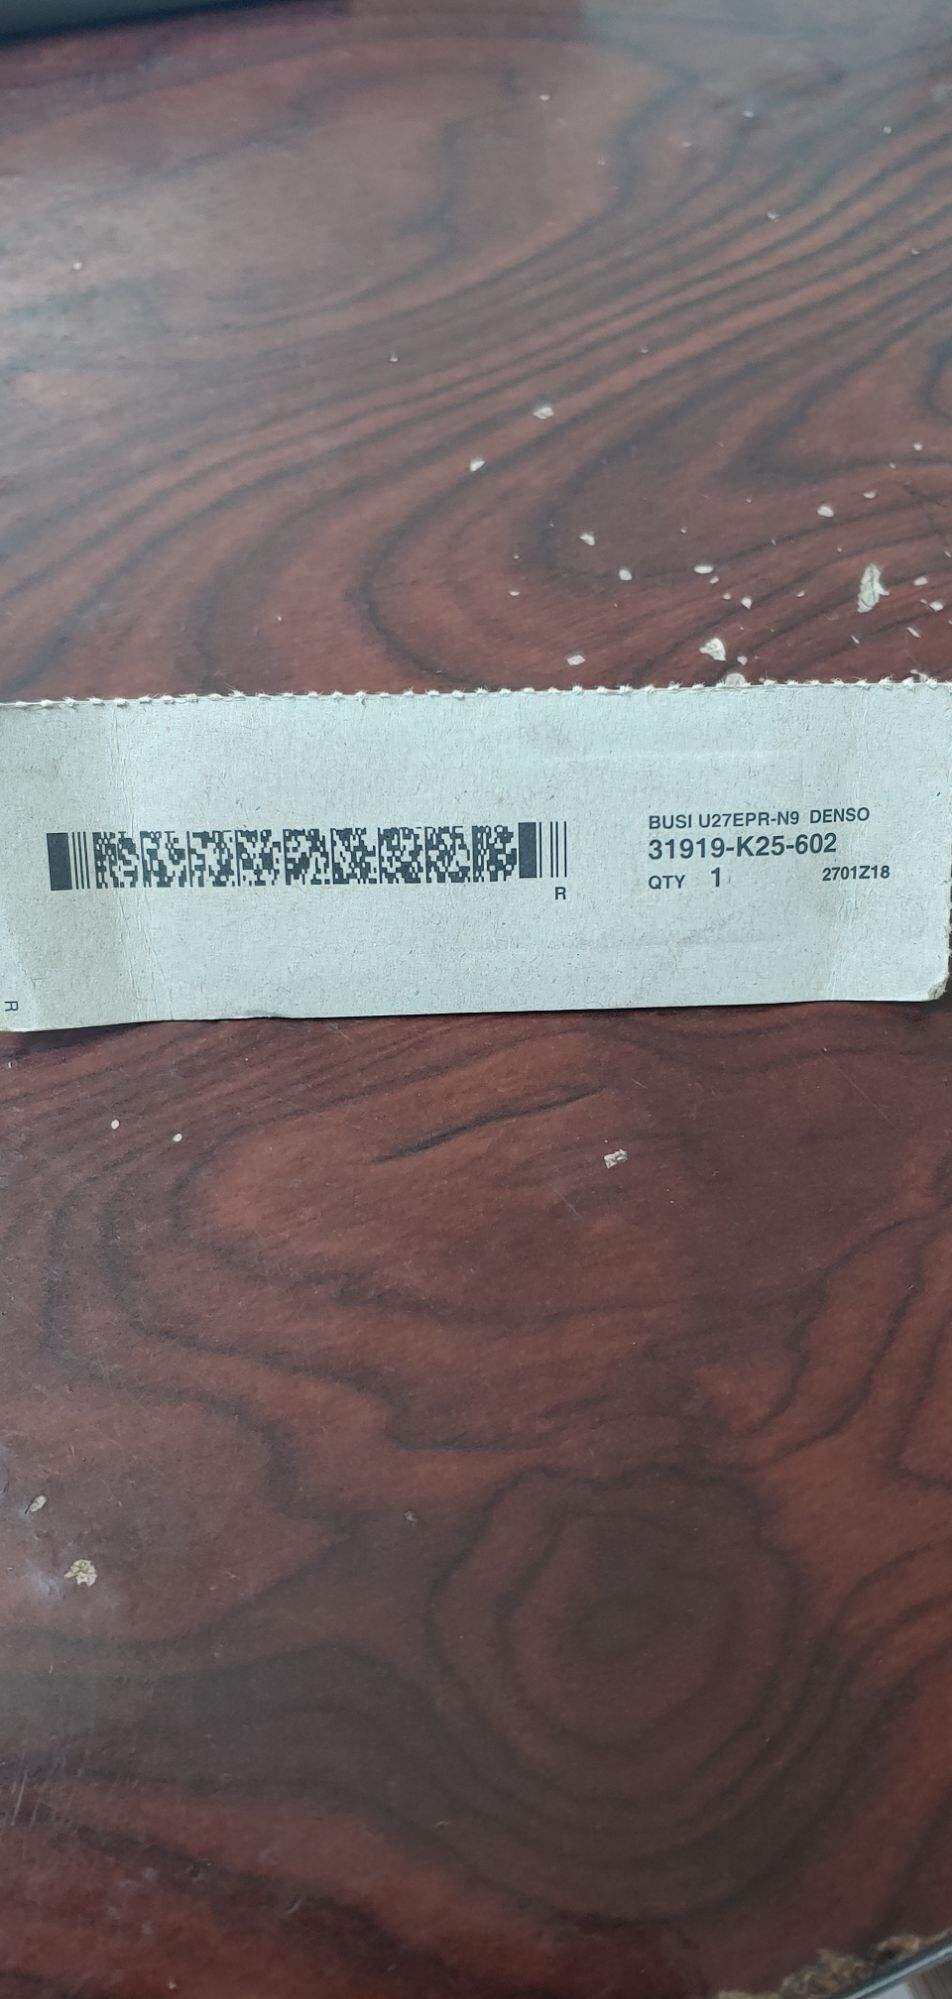 BUSI U27EPR-N9 DENSO
31919-K25-602
QTY 1 2701Z18
R
R